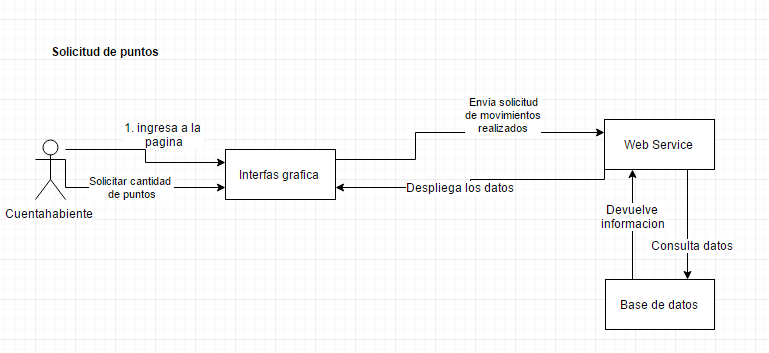 Solicitud de puntos
1. ingresa a la
pagina
Solicitar cantidad
de puntos
Cuentahabiente
Interfas grafica
Envia solicitud
de movimientos
realizados
Web Service
Despliega los datos
Devuelve
informacion
Consulta datos
Base de datos